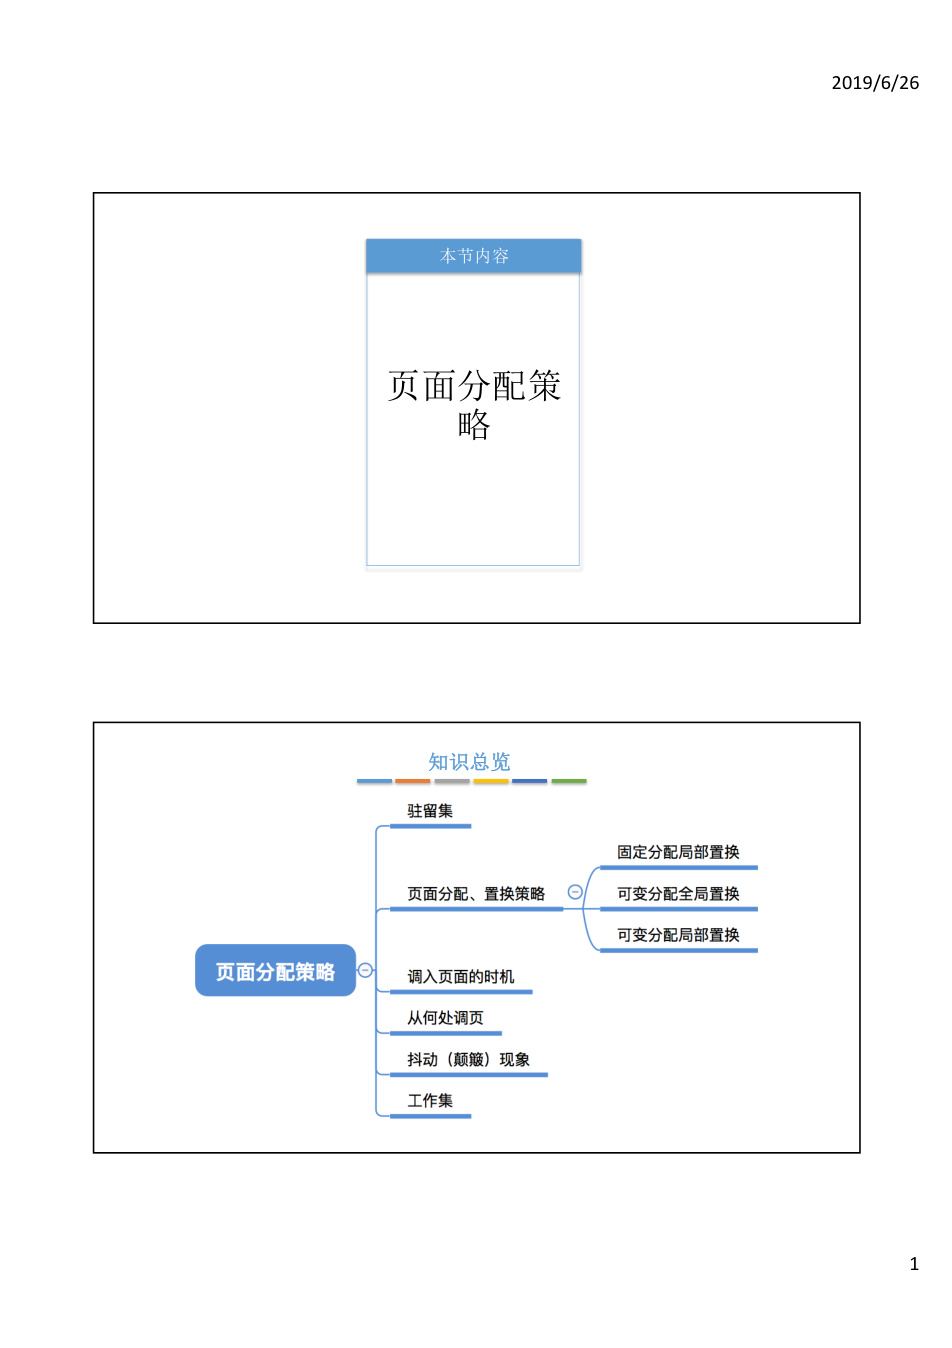 2019/6/26
本节内容
页面分配策
略
知识总览
驻留集
固定分配局部置换
页面分配、置换策略
可变分配全局置换
可变分配局部置换
页面分配策略
调入页面的时机
从何处调页
抖动（颠簸）现象
工作集
1